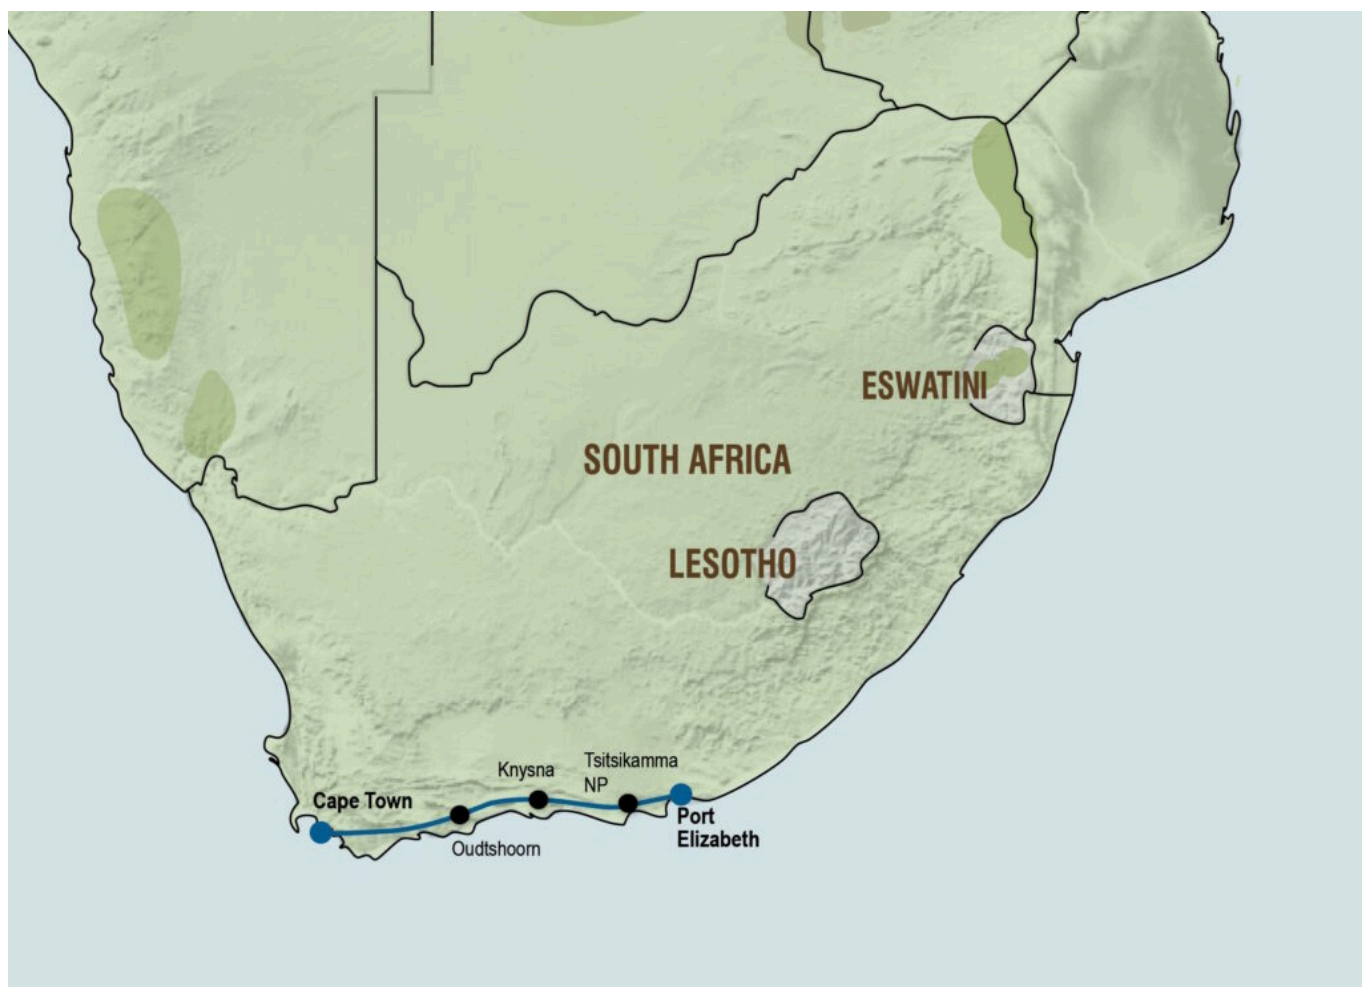 ESWATINI
SOUTH AFRICA
LESOTHO
Tsitsikamma
NP
Knysna
Cape Town
Port
Elizabeth
Oudtshoorn